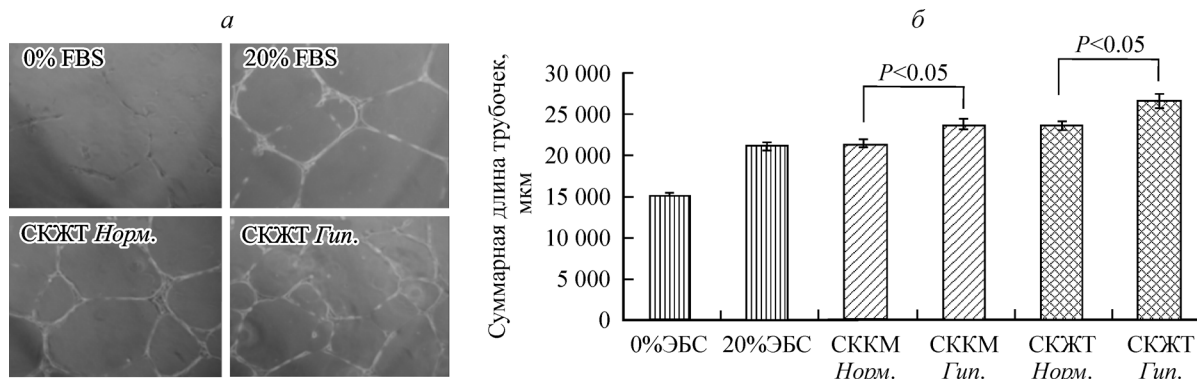 а
0% FBS
20% FBS
СКЖТ Норм.
СКЖТ Гип.
б
Суммарная длина трубочек,
мкм
30 000
25 000
20 000
15 000
10 000
5 000
0
P<0.05
P<0.05
0%ЭБС
20%ЭБС
СККМ
Норм.
СККМ
Гип.
СКЖТ
Норм.
СКЖТ
Гип.